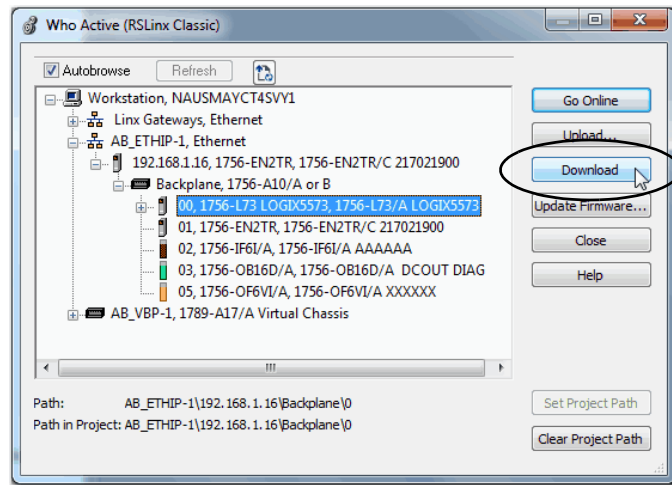 Who Active (RSLinx Classic)
Autobrowse
Refresh
Workstation, NAUSMAYCT4SVY1
Linx Gateways, Ethernet
AB_ETHIP-1, Ethernet
192.168.1.16, 1756-EN2TR, 1756-EN2TR/C 217021900
Backplane, 1756-A10/A or B
00, 1756-L73 LOGIX5573, 1756-L73/A LOGIX5573
01, 1756-EN2TR, 1756-EN2TR/C 217021900
02, 1756-IF6I/A, 1756-IF6I/A AAAAAA
03, 1756-OB16D/A, 1756-OB16D/A DCOUT DIAG
05, 1756-OF6VI/A, 1756-OF6VI/A XXXXXX
AB_VBP-1, 1789-A17/A Virtual Chassis
Go Online
Upload...
Download
Update Firmware...
Close
Help
Path: AB_ETHIP-1\192.168.1.16\Backplane\0
Path in Project: AB_ETHIP-1\192.168.1.16\Backplane\0
Set Project Path
Clear Project Path